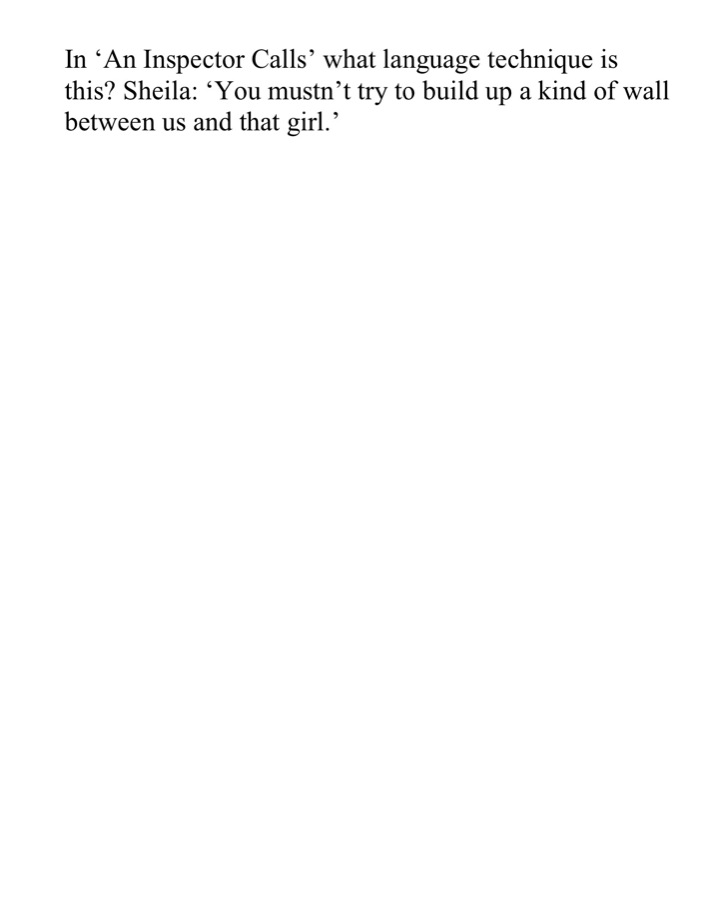 In ‘An Inspector Calls’ what language technique is
this? Sheila: ‘You mustn’t try to build up a kind of wall
between us and that girl.’